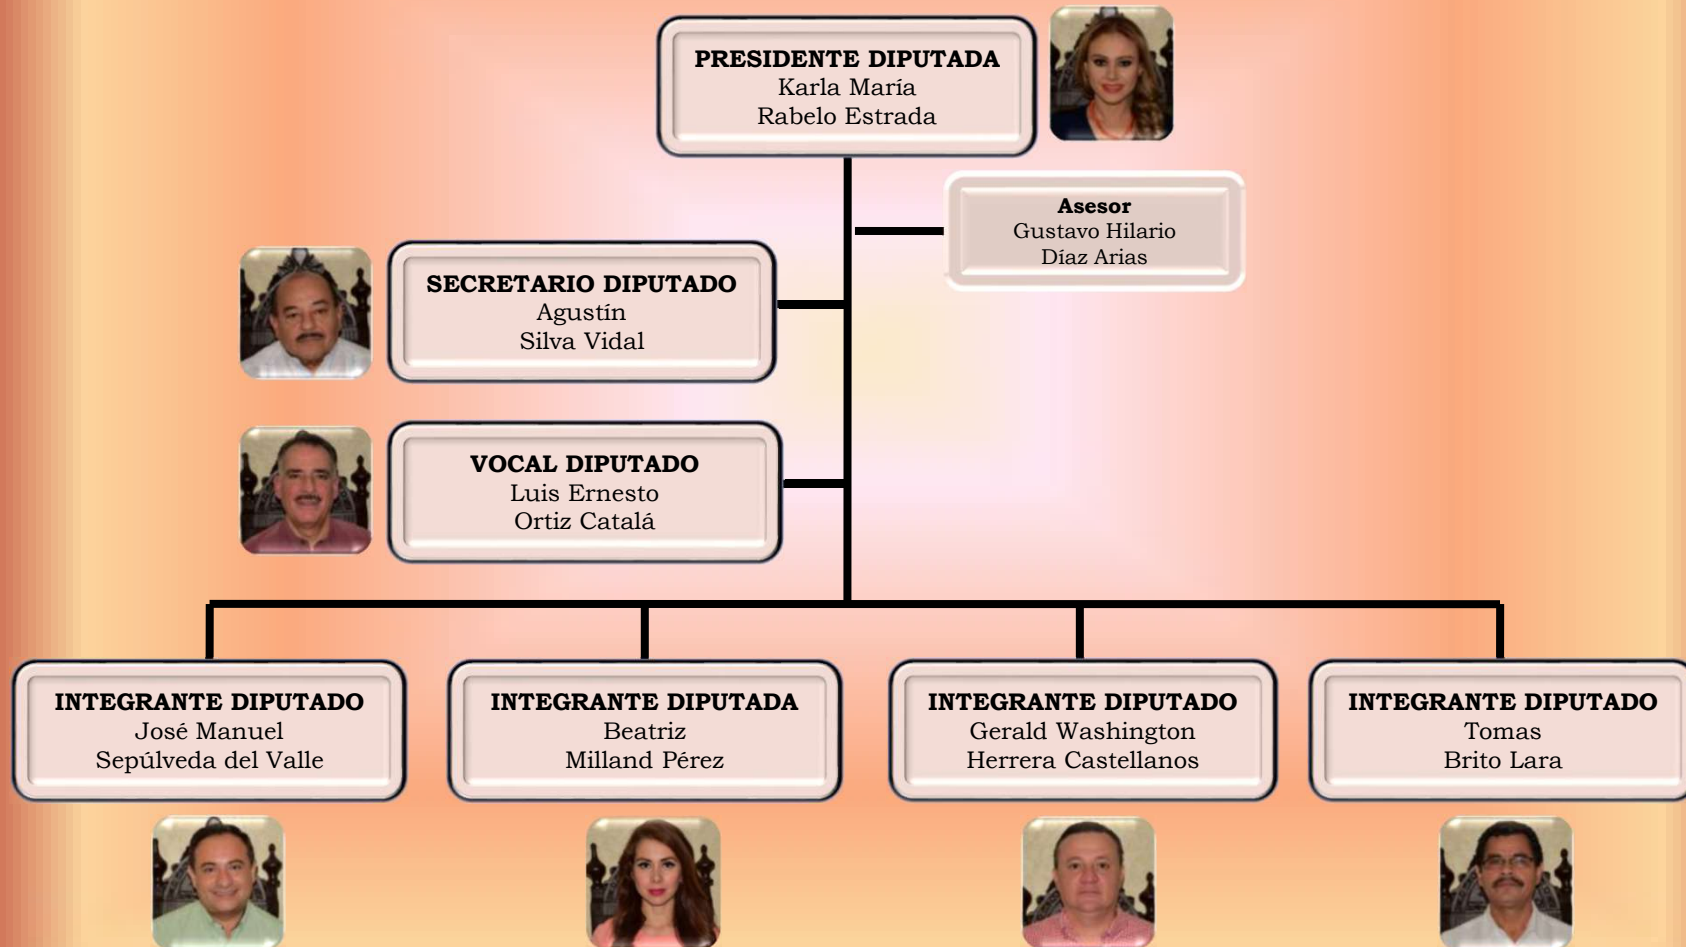 PRESIDENTE DIPUTADA
Karla María
Rabelo Estrada
Asesor
Gustavo Hilario
Díaz Arias
SECRETARIO DIPUTADO
Agustín
Silva Vidal
VOCAL DIPUTADO
Luis Ernesto
Ortiz Catalá
INTEGRANTE DIPUTADO
José Manuel
Sepúlveda del Valle
INTEGRANTE DIPUTADA
Beatriz
Milland Pérez
INTEGRANTE DIPUTADO
Gerald Washington
Herrera Castellanos
INTEGRANTE DIPUTADO
Tomas
Brito Lara